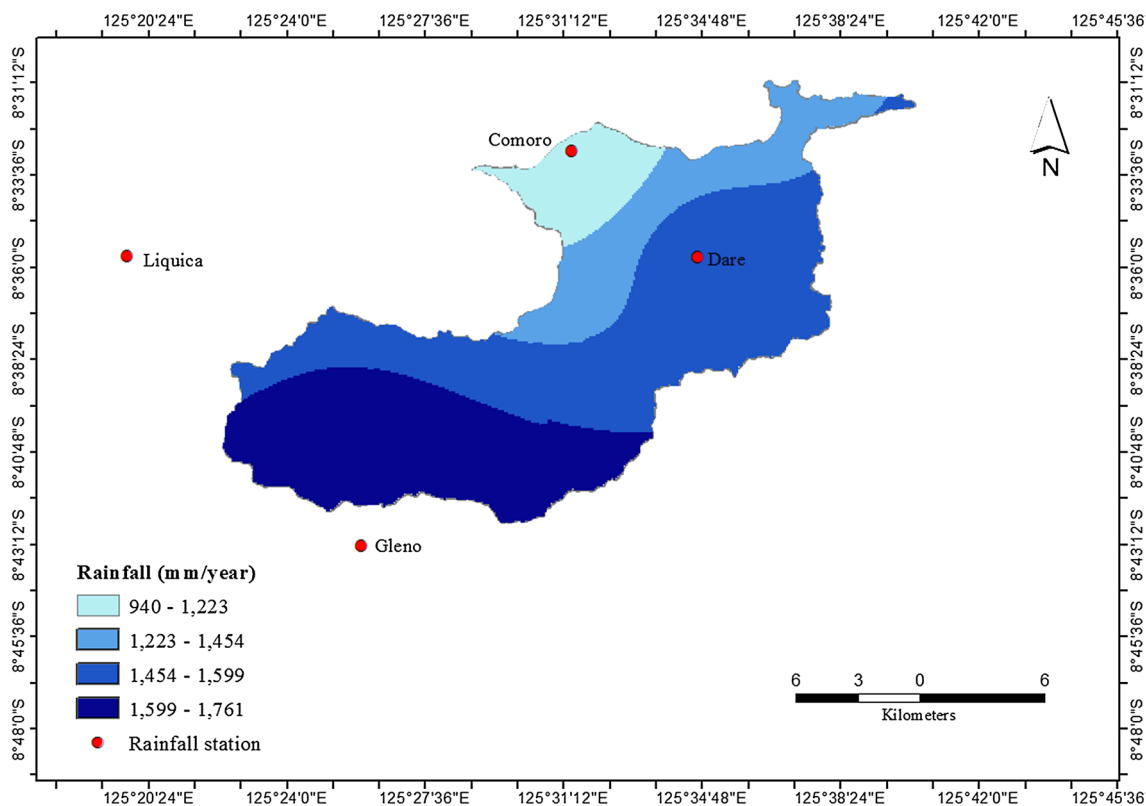 125°20'24"E 125°24'0"E 125°27'36"E 125°31'12"E 125°34'48"E 125°38'24"E 125°42'0"E 125°45'36
8°31'12"S 8°31'12"S
8°33'36"S 8°33'36"S
8°36'0"S 8°36'0"S
8°38'24"S 8°38'24"S
8°40'48"S 8°40'48"S
8°43'12"S 8°43'12"S
8°45'36"S 8°45'36"S
8°48'0"S 8°48'0"S
N
Comoro
Liquica
Dare
Gleno
Rainfall (mm/year)
940 - 1,223
1,223 - 1,454
1,454 - 1,599
1,599 - 1,761
Rainfall station
6 3 0 6
Kilometers
125°20'24"E 125°24'0"E 125°27'36"E 125°31'12"E 125°34'48"E 125°38'24"E 125°42'0"E 125°45'36